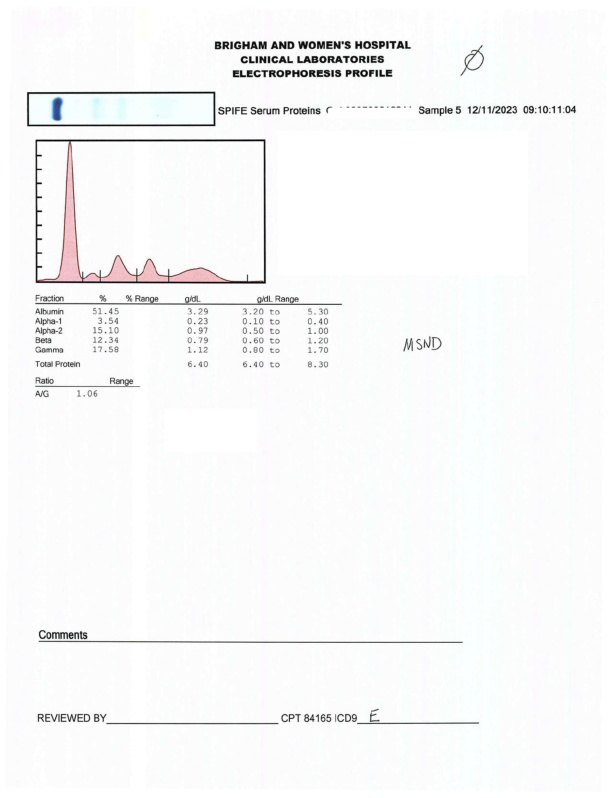 BRIGHAM AND WOMEN'S HOSPITAL
CLINICAL LABORATORIES
ELECTROPHORESIS PROFILE
SPIFE Serum Proteins Sample 5 12/11/2023 09:10:11:04
Fraction % % Range g/dL g/dL Range
Albumin 51.45 3.29 3.20 to 5.30
Alpha-1 3.54 0.23 0.10 to 0.40
Alpha-2 15.10 0.97 0.50 to 1.00
Beta 12.34 0.79 0.60 to 1.20
Gamma 17.58 1.12 0.80 to 1.70
MSND
Total Protein 6.40 6.40 to 8.30
Ratio Range
A/G 1.06
Comments
REVIEWED BY CPT 84165 ICD9 E